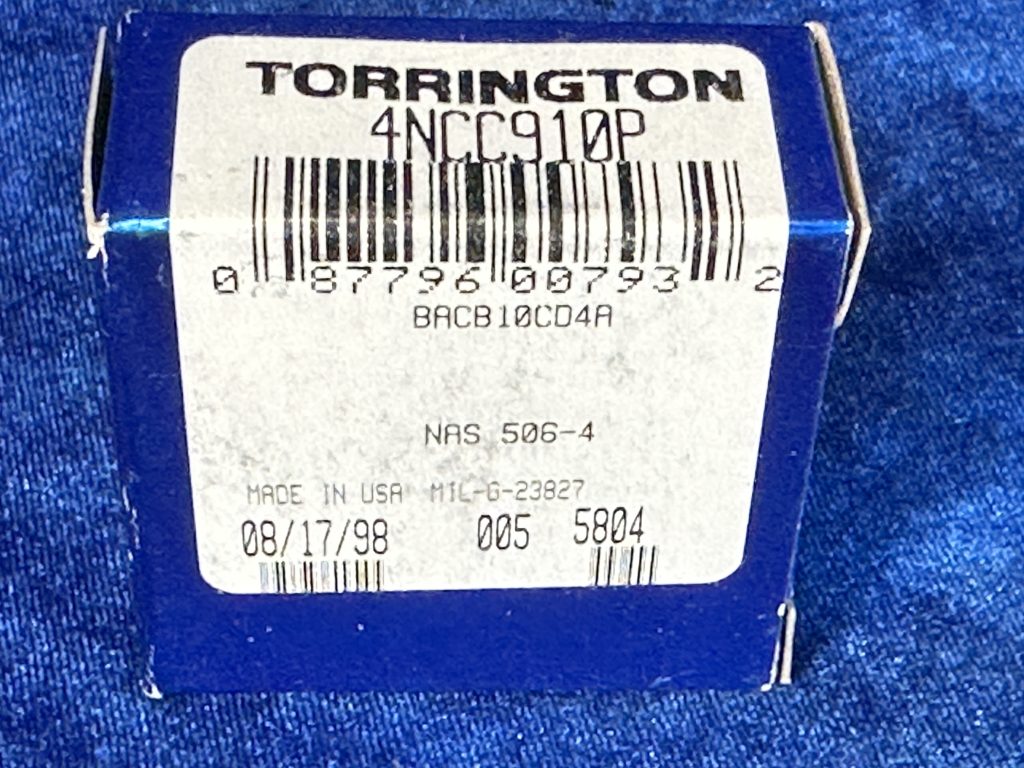 TORRINGTON
4NCC910P
0 87796 00793 2
BACB10CD4A
NAS 506-4
MADE IN USA MIL-G-23827
08/17/98 005 5804